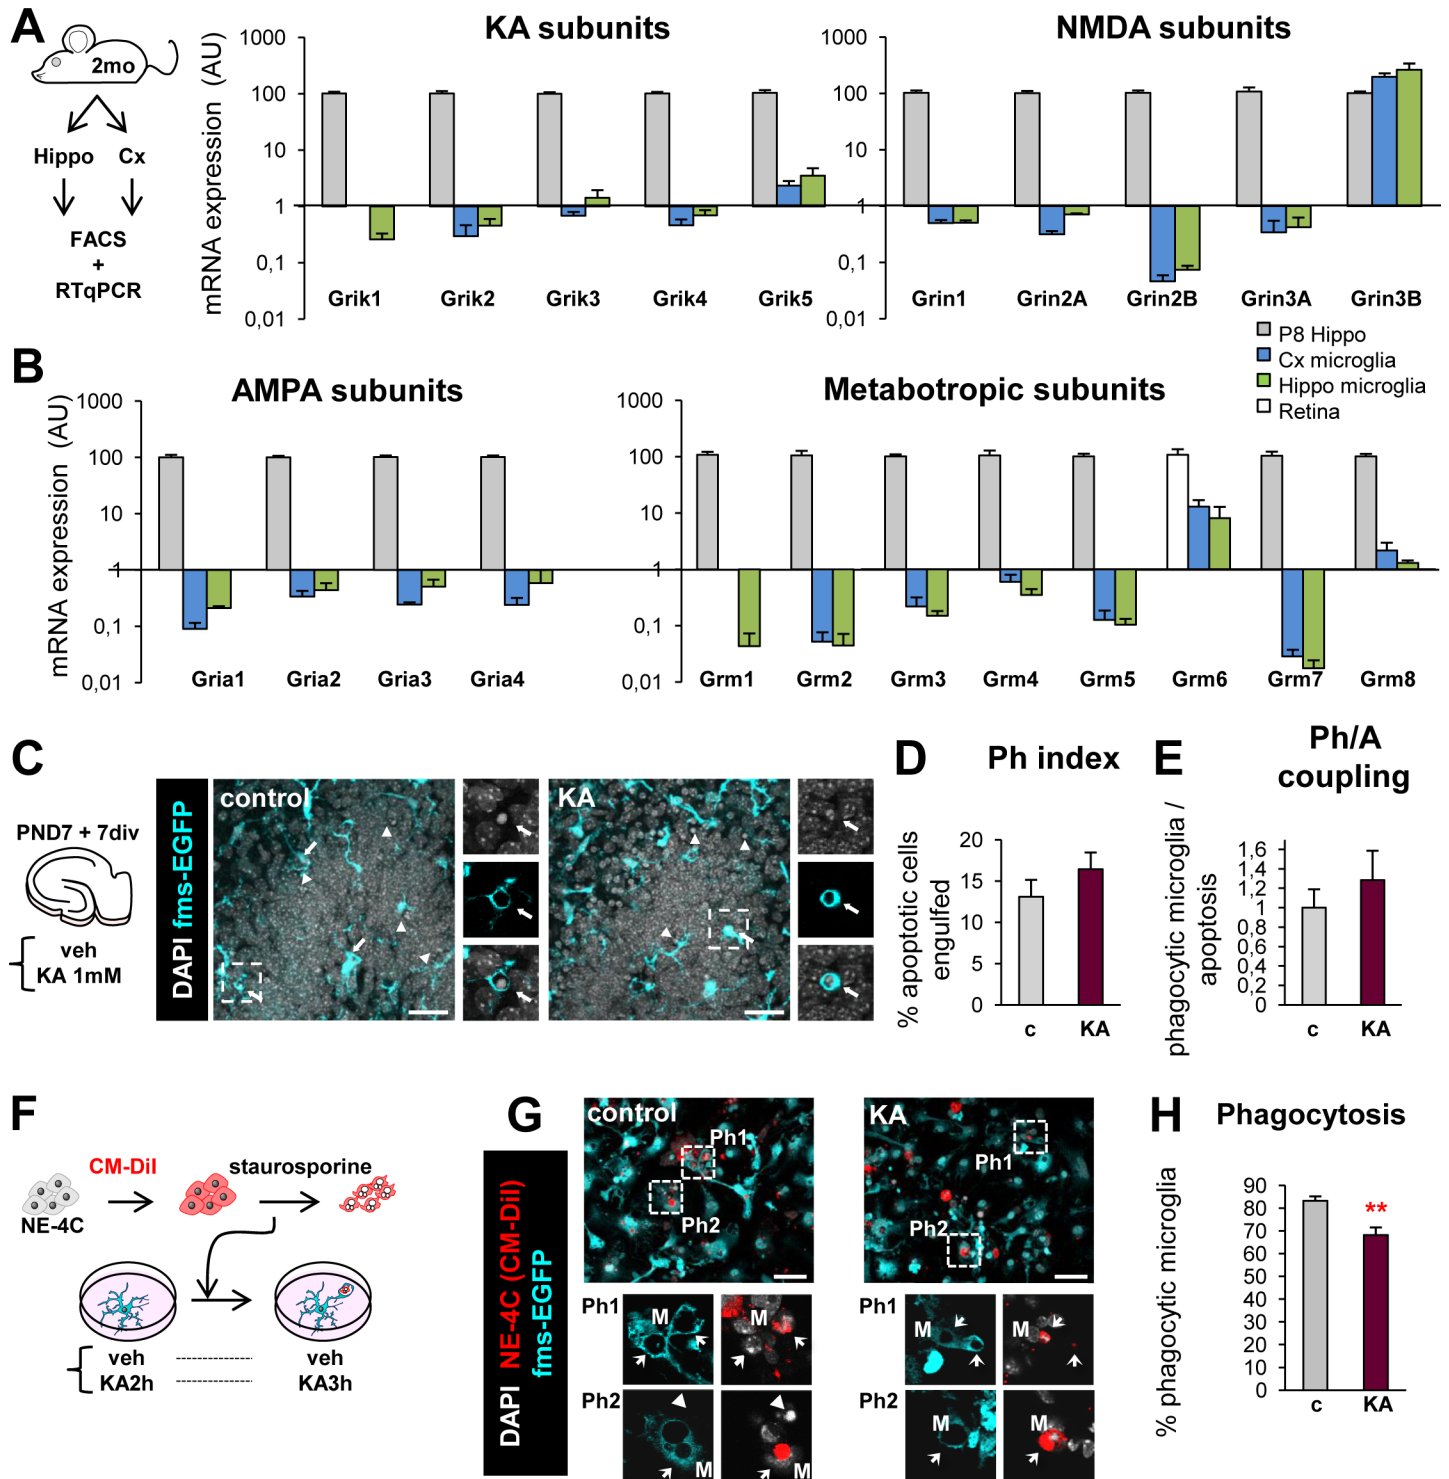 A
2mo
Hippo Cx
FACS
+
RTqPCR
KA subunits
mRNA expression (AU)
1000
100
10
1
0,1
0,01
Grik1 Grik2 Grik3 Grik4 Grik5
NMDA subunits
1000
100
10
1
0,1
0,01
Grin1 Grin2A Grin2B Grin3A Grin3B
P8 Hippo
Cx microglia
Hippo microglia
Retina
B
AMPA subunits
mRNA expression (AU)
1000
100
10
1
0,1
0,01
Gria1 Gria2 Gria3 Gria4
Metabotropic subunits
1000
100
10
1
0,1
0,01
Grm1 Grm2 Grm3 Grm4 Grm5 Grm6 Grm7 Grm8
C
PND7 + 7div
veh
KA 1mM
DAPI fms-EGFP
control
KA
D
Ph index
% apoptotic cells
engulfed
20
15
10
5
0
c KA
E
Ph/A
coupling
phagocytic microglia /
apoptosis
1,6
1,4
1,2
1
0,8
0,6
0,4
0,2
0
c KA
F
CM-DiI
staurosporine
NE-4C
veh veh
KA2h KA3h
G
DAPI NE-4C (CM-DiI)
fms-EGFP
control
Ph1
Ph2
KA
Ph1
Ph2
Ph1
M
M
Ph2
M
Ph1
M
M
Ph2
M
M
H
Phagocytosis
% phagocytic microglia
90
80
70
60
50
40
30
20
10
0
**
c KA